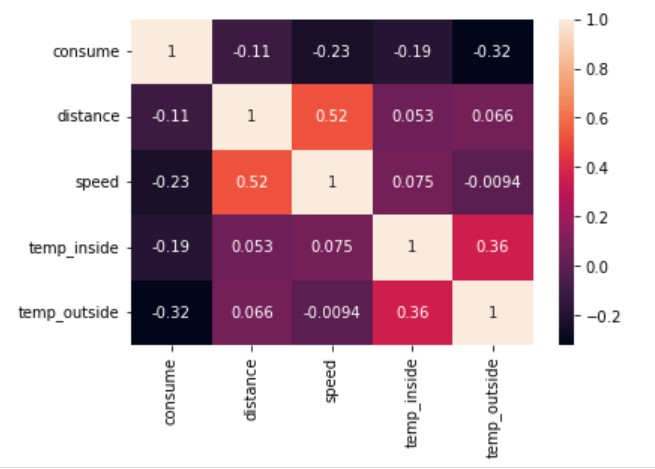 consume 1 -0.11 -0.23 -0.19 -0.32
distance -0.11 1 0.52 0.053 0.066
speed -0.23 0.52 1 0.075 -0.0094
temp_inside -0.19 0.053 0.075 1 0.36
temp_outside -0.32 0.066 -0.0094 0.36 1
consume
distance
speed
temp_inside
temp_outside
1.0
0.8
0.6
0.4
0.2
0.0
−0.2